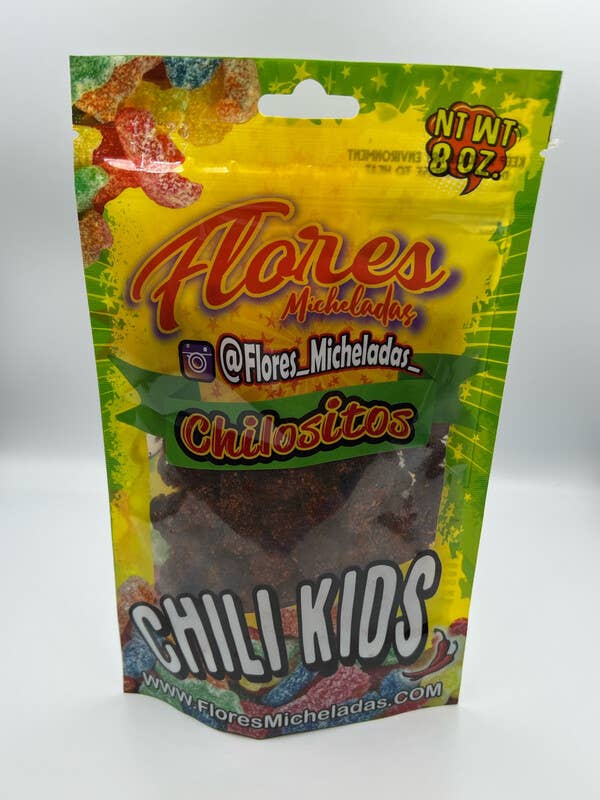 NT WT
8 OZ.
Flores
Micheladas
@Flores_Micheladas_
Chilositos
CHILI KIDS
WWW.FloresMicheladas.COM